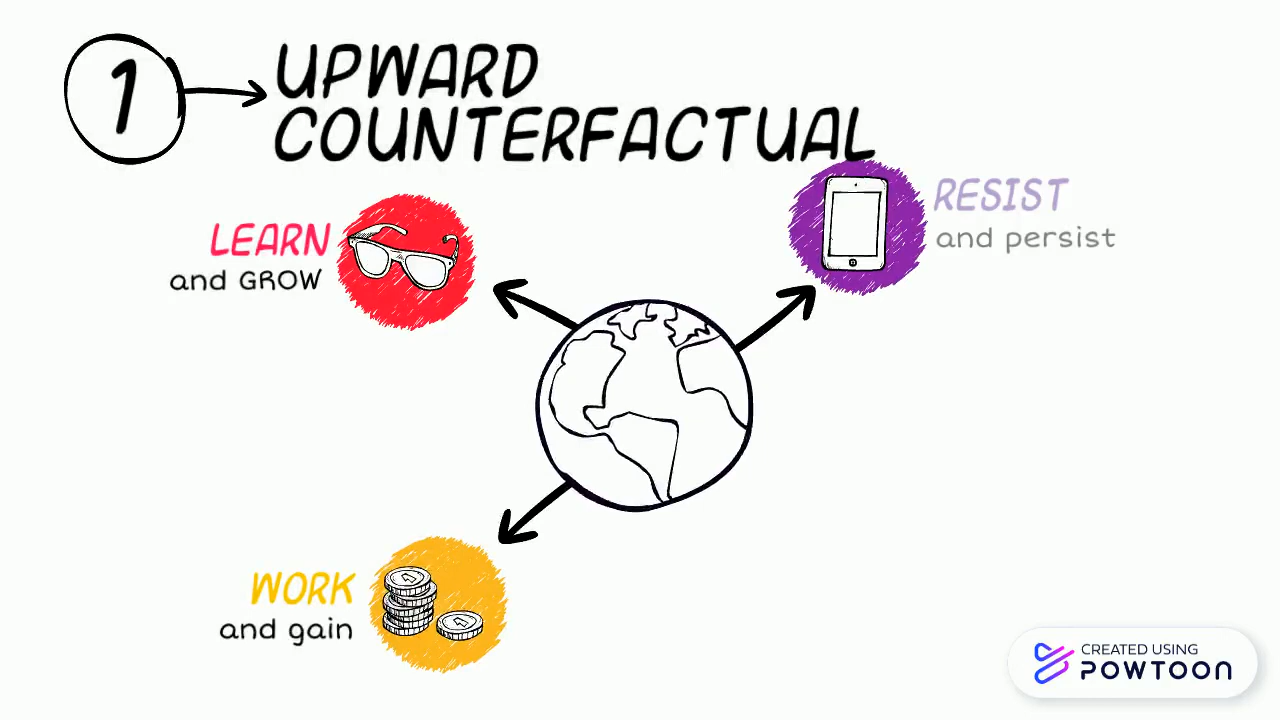 1
UPWARD
COUNTERFACTUAL
LEARN
and GROW
RESIST
and persist
WORK
and gain
CREATED USING
POWTOON